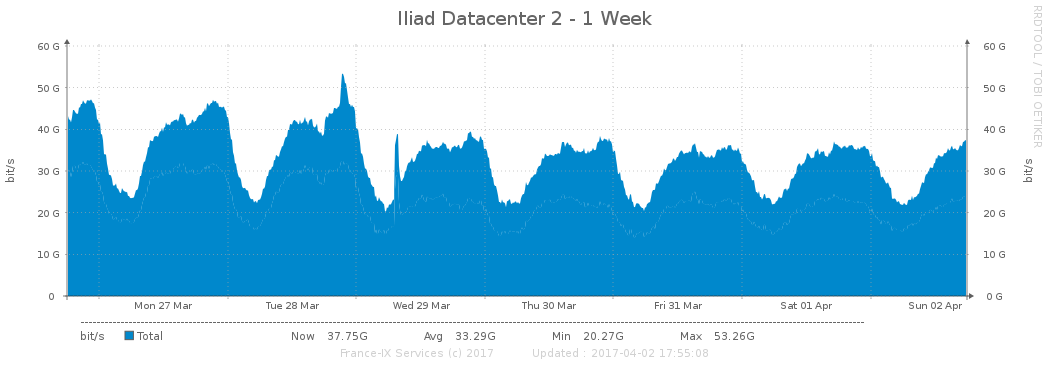 Iliad Datacenter 2 - 1 Week
RRDTOOL / TOBI OETIKER
60 G 60 G
50 G 50 G
40 G 40 G
30 G 30 G
20 G 20 G
10 G 10 G
0 0 G
bit/s bit/s
Mon 27 Mar Tue 28 Mar Wed 29 Mar Thu 30 Mar Fri 31 Mar Sat 01 Apr Sun 02 Apr
bit/s Total Now 37.75G Avg 33.29G Min 20.27G Max 53.26G
France-IX Services (c) 2017 Updated : 2017-04-02 17:55:08